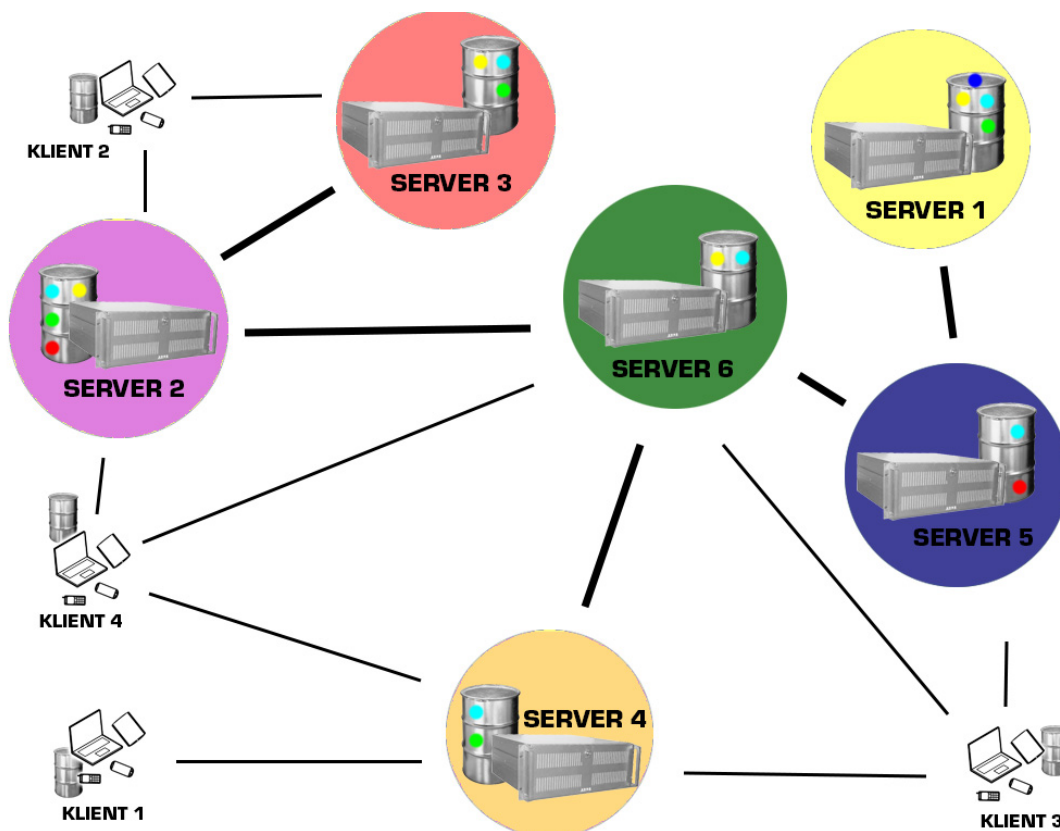 KLIENT 2
SERVER 3
SERVER 1
SERVER 2
SERVER 6
SERVER 5
KLIENT 4
SERVER 4
KLIENT 1
KLIENT 3